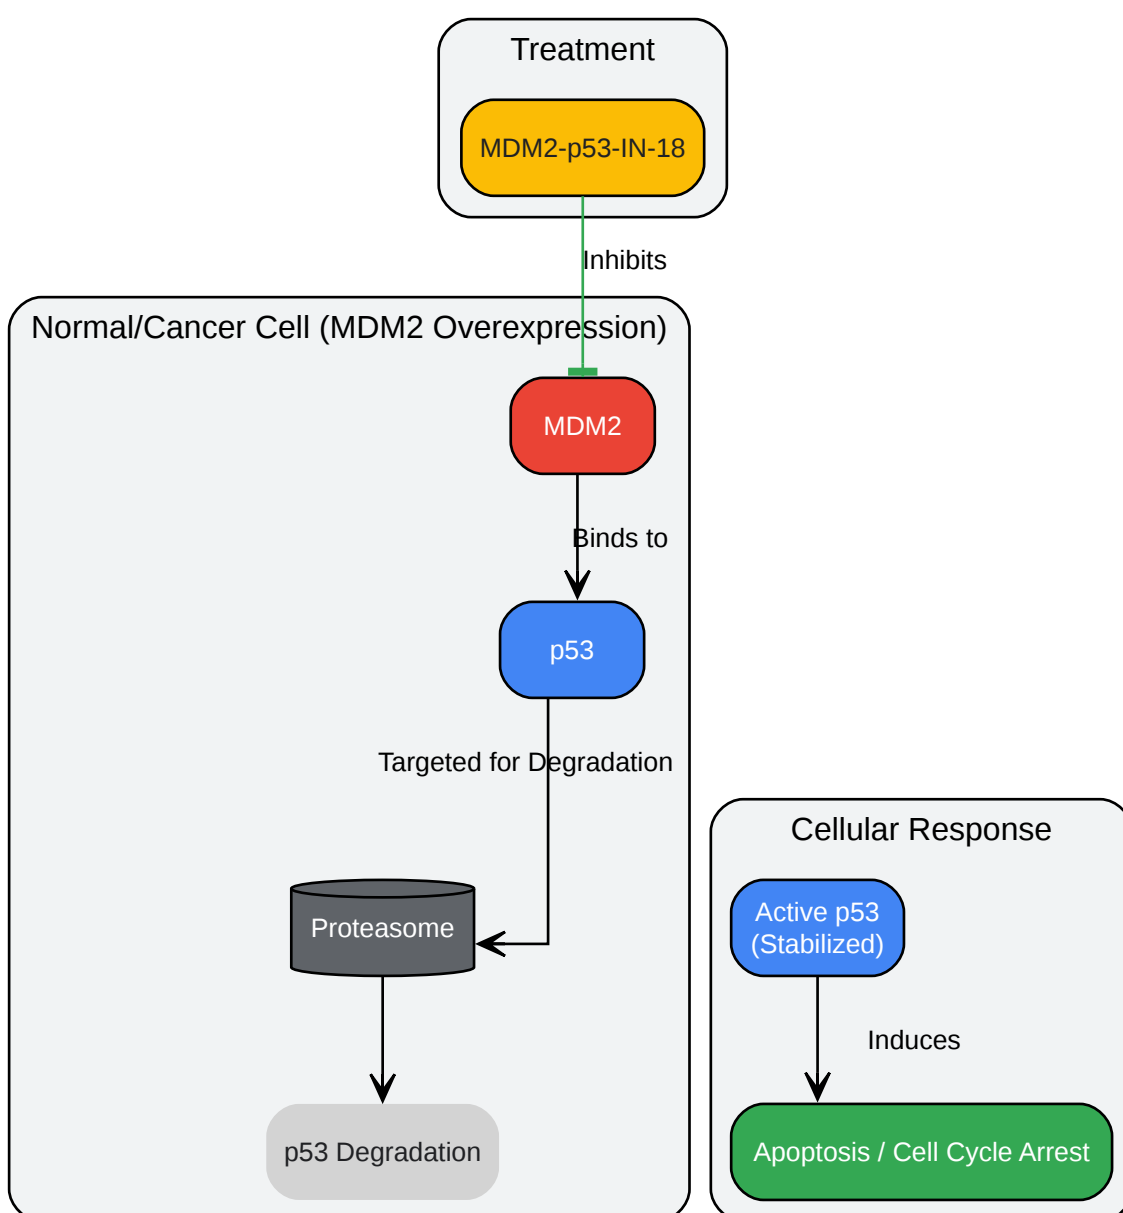 Treatment
MDM2-p53-IN-18
Inhibits
Normal/Cancer Cell (MDM2 Overexpression)
MDM2
Binds to
p53
Targeted for Degradation
Proteasome
p53 Degradation
Cellular Response
Active p53
(Stabilized)
Induces
Apoptosis / Cell Cycle Arrest